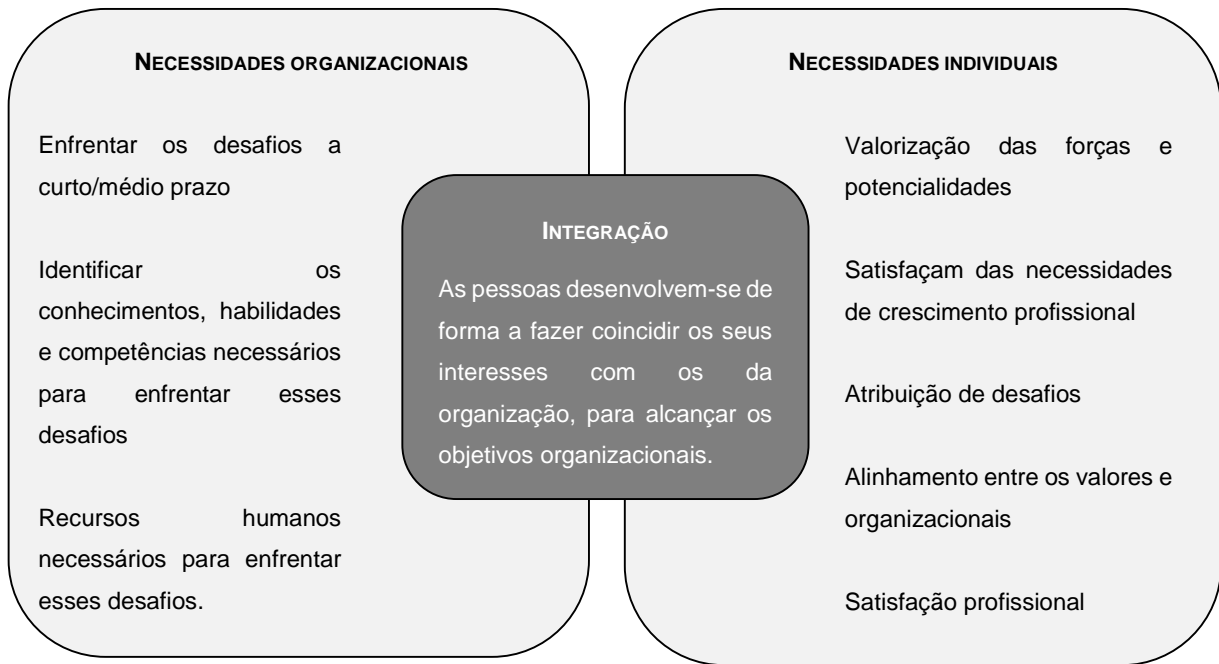 NECESSIDADES ORGANIZACIONAIS
Enfrentar os desafios a
curto/médio prazo
Identificar os
conhecimentos, habilidades
e competências necessários
para enfrentar esses
desafios
Recursos humanos
necessários para enfrentar
esses desafios.
INTEGRAÇÃO
As pessoas desenvolvem-se de
forma a fazer coincidir os seus
interesses com os da
organização, para alcançar os
objetivos organizacionais.
NECESSIDADES INDIVIDUAIS
Valorização das forças e
potencialidades
Satisfaçam das necessidades
de crescimento profissional
Atribuição de desafios
Alinhamento entre os valores e
organizacionais
Satisfação profissional